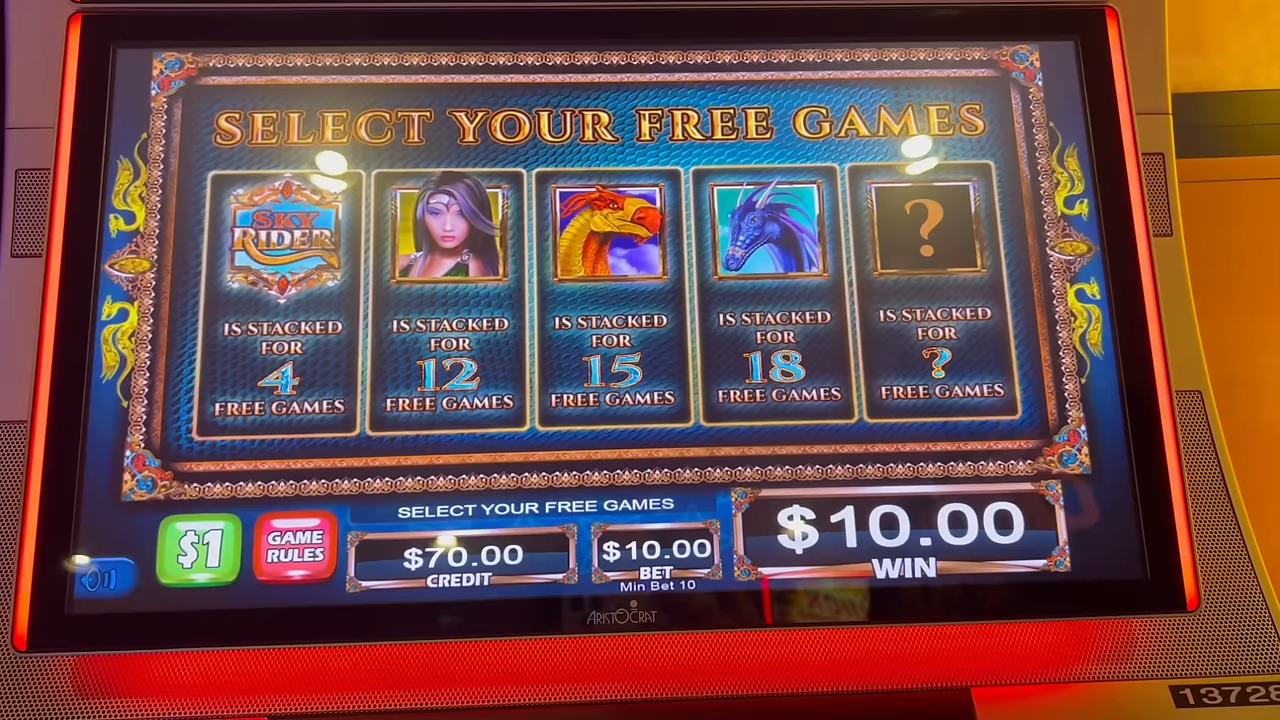 SELECT YOUR FREE GAMES
SKY
RIDER
IS STACKED
FOR
4
FREE GAMES
IS STACKED
FOR
12
FREE GAMES
IS STACKED
FOR
15
FREE GAMES
IS STACKED
FOR
18
FREE GAMES
?
IS STACKED
FOR
?
FREE GAMES
SELECT YOUR FREE GAMES
$1
GAME
RULES
$70.00
CREDIT
$10.00
BET
Min Bet 10
$10.00
WIN
ARISTOCRAT
13728